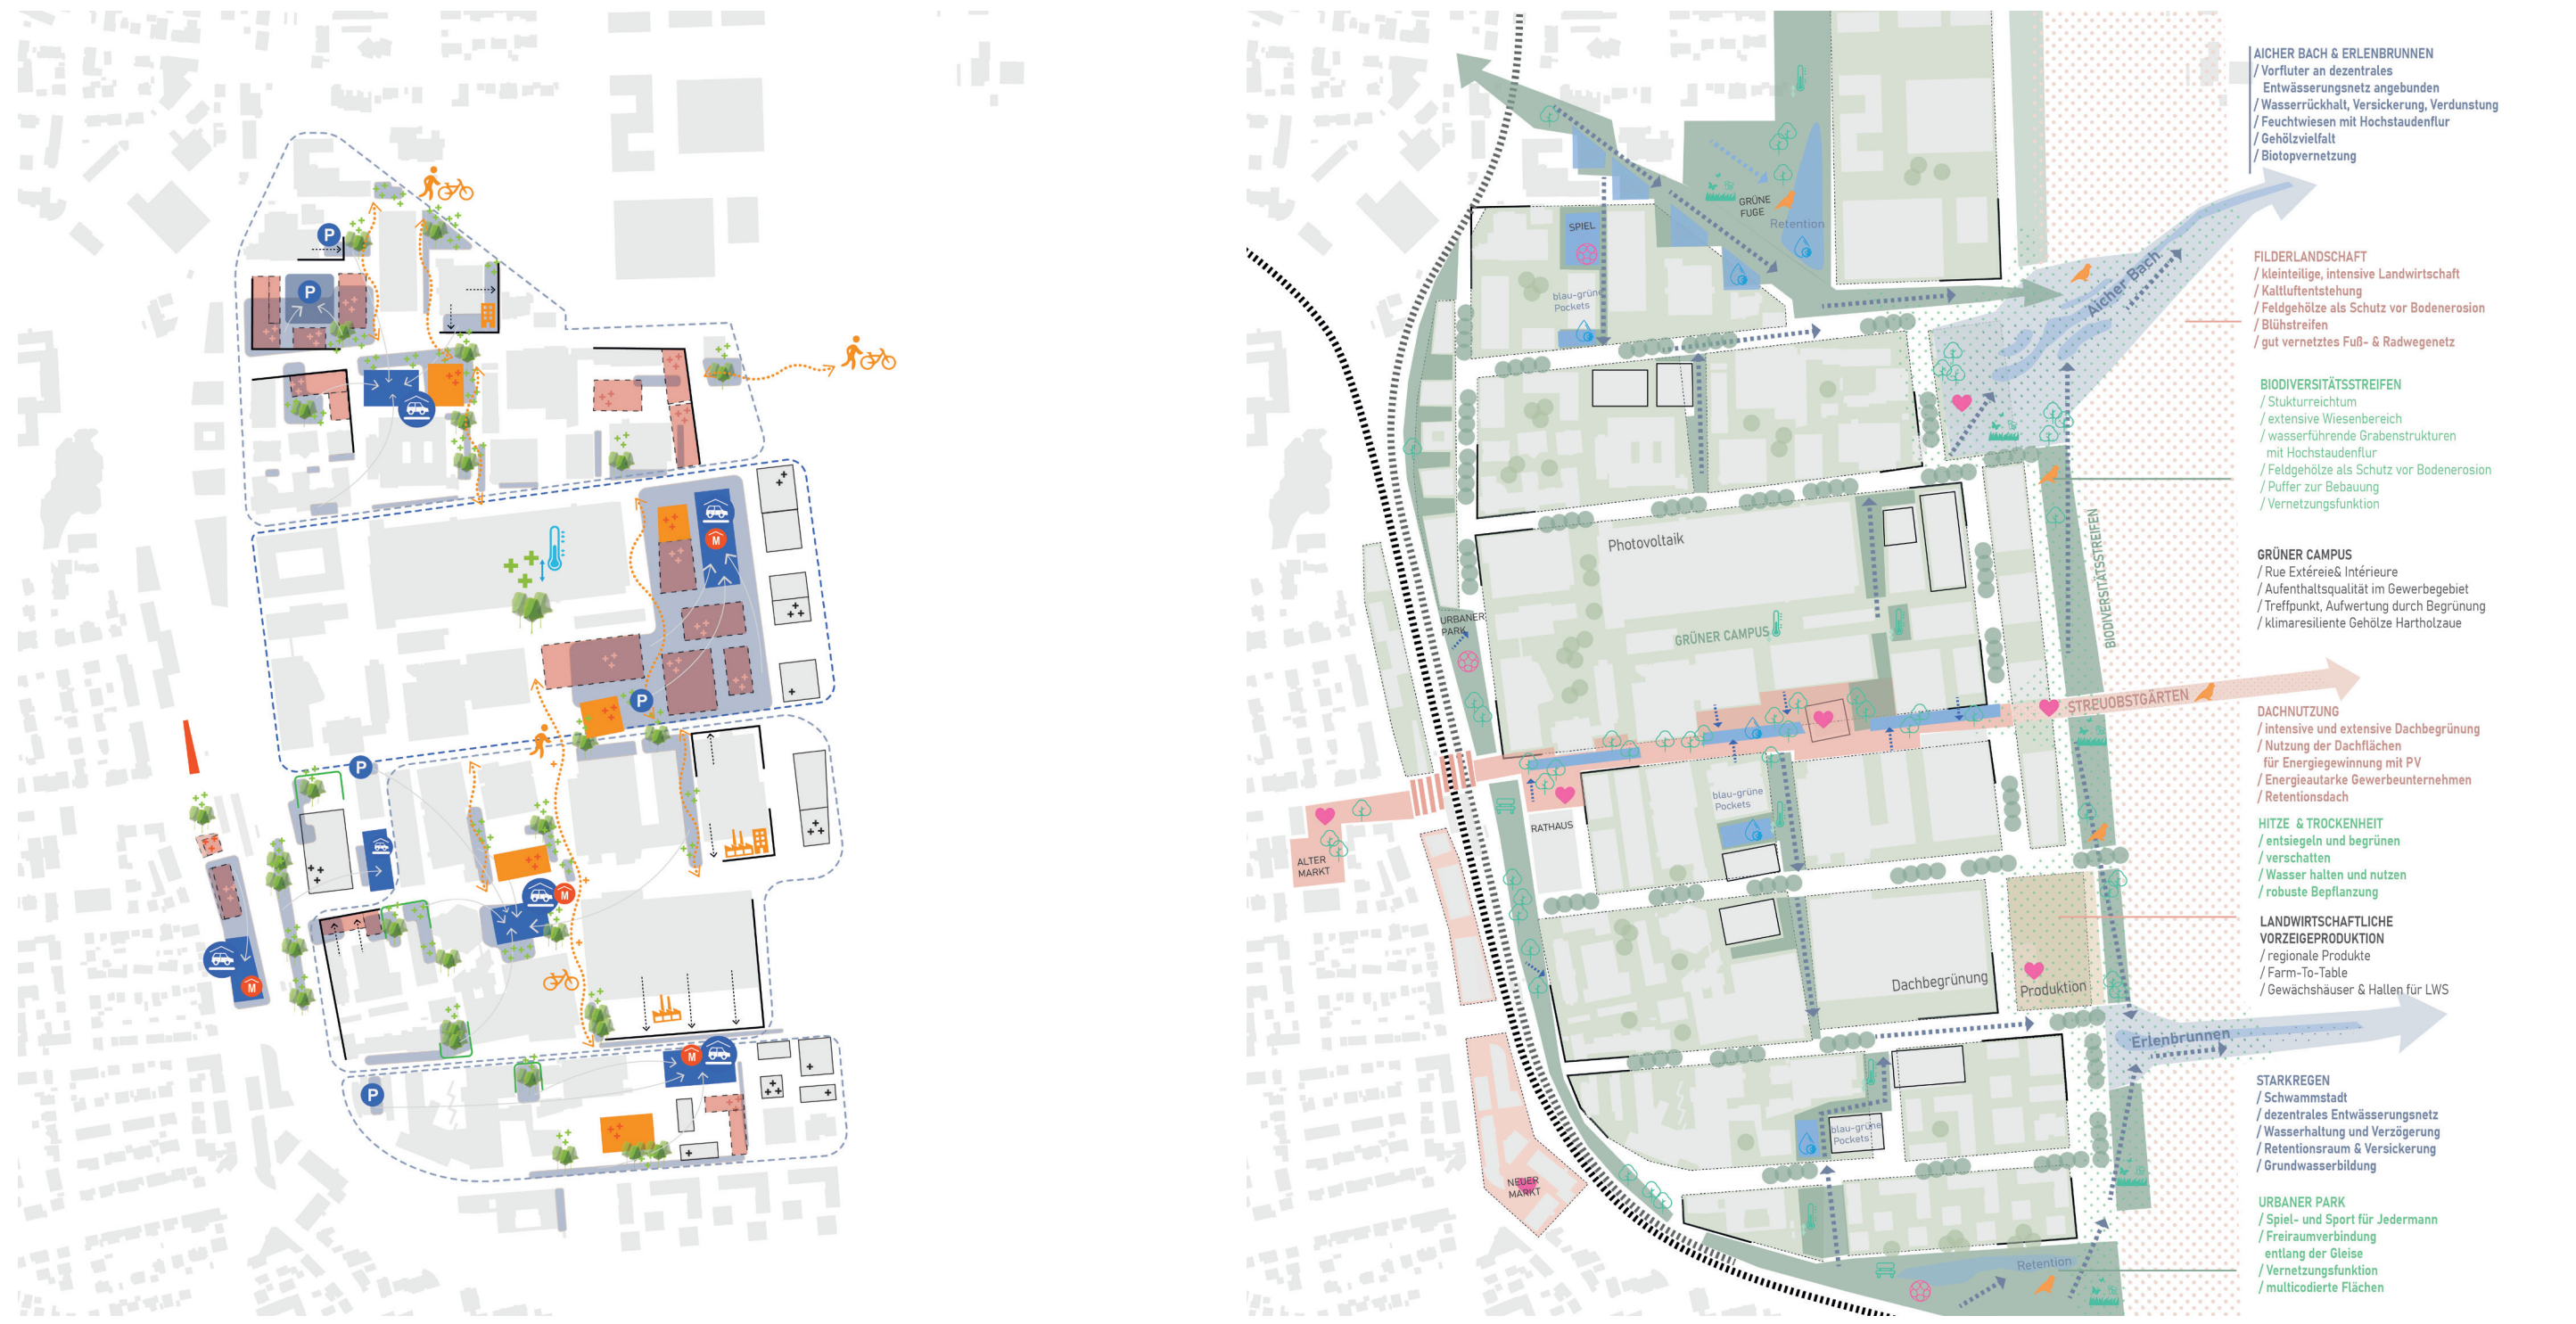 P
P
M
P
P
M
M
M
P
SPIEL
GRÜNE
FUGE
Retention
blau-grüne
Pockets
Aicher Bach
Photovoltaik
URBANER
PARK
GRÜNER CAMPUS
BIODIVERSITÄTSSTREIFEN
STREUOBSTGÄRTEN
ALTER
MARKT
RATHAUS
blau-grüne
Pockets
Dachbegrünung
Produktion
Erlenbrunnen
blau-grüne
Pockets
NEUER
MARKT
Retention
AICHER BACH & ERLENBRUNNEN
/ Vorfluter an dezentrales
Entwässerungsnetz angebunden
/ Wasserrückhalt, Versickerung, Verdunstung
/ Feuchtwiesen mit Hochstaudenflur
/ Gehölzvielfalt
/ Biotopvernetzung
FILDERLANDSCHAFT
/ kleinteilige, intensive Landwirtschaft
/ Kaltluftentstehung
/ Feldgehölze als Schutz vor Bodenerosion
/ Blühstreifen
/ gut vernetztes Fuß- & Radwegenetz
BIODIVERSITÄTSSTREIFEN
/ Stukturreichtum
/ extensive Wiesenbereich
/ wasserführende Grabenstrukturen
mit Hochstaudenflur
/ Feldgehölze als Schutz vor Bodenerosion
/ Puffer zur Bebauung
/ Vernetzungsfunktion
GRÜNER CAMPUS
/ Rue Extéreie& Intérieure
/ Aufenthaltsqualität im Gewerbegebiet
/ Treffpunkt, Aufwertung durch Begrünung
/ klimaresiliente Gehölze Hartholzaue
DACHNUTZUNG
/ intensive und extensive Dachbegrünung
/ Nutzung der Dachflächen
für Energiegewinnung mit PV
/ Energieautarke Gewerbeunternehmen
/ Retentionsdach
HITZE & TROCKENHEIT
/ entsiegeln und begrünen
/ verschatten
/ Wasser halten und nutzen
/ robuste Bepflanzung
LANDWIRTSCHAFTLICHE
VORZEIGEPRODUKTION
/ regionale Produkte
/ Farm-To-Table
/ Gewächshäuser & Hallen für LWS
STARKREGEN
/ Schwammstadt
/ dezentrales Entwässerungsnetz
/ Wasserhaltung und Verzögerung
/ Retentionsraum & Versickerung
/ Grundwasserbildung
URBANER PARK
/ Spiel- und Sport für Jedermann
/ Freiraumverbindung
entlang der Gleise
/ Vernetzungsfunktion
/ multicodierte Flächen